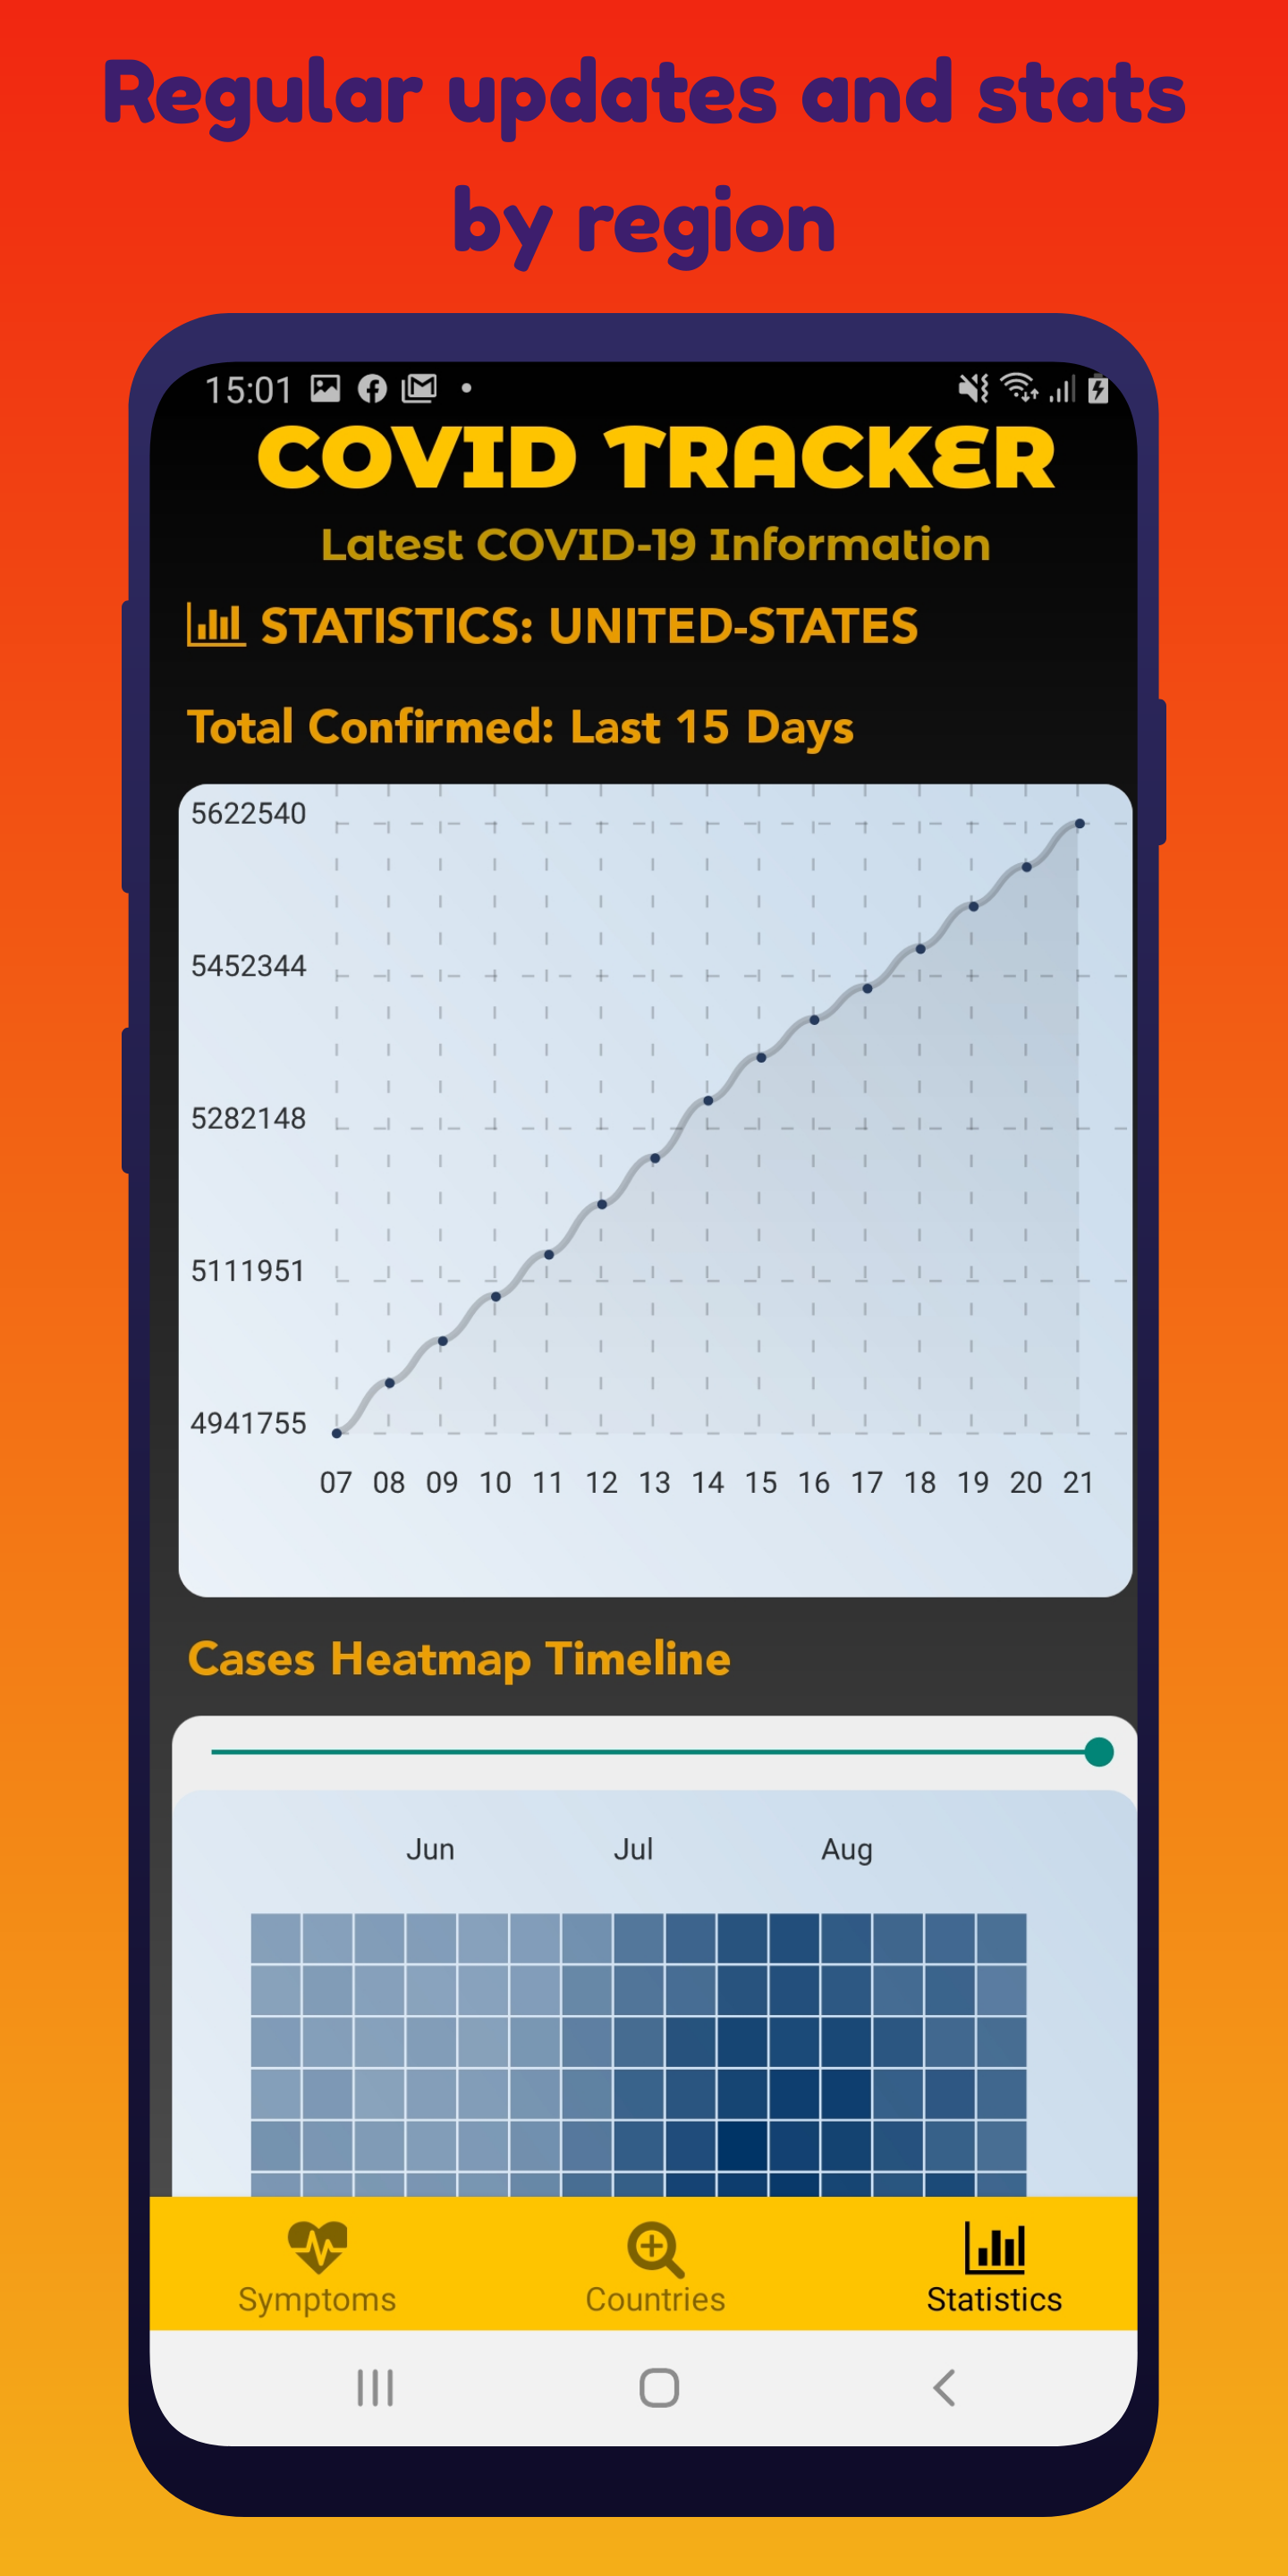 Regular updates and stats
by region
15:01
COVID TRACKER
Latest COVID-19 Information
STATISTICS: UNITED-STATES
Total Confirmed: Last 15 Days
5622540
5452344
5282148
5111951
4941755
07 08 09 10 11 12 13 14 15 16 17 18 19 20 21
Cases Heatmap Timeline
Jun Jul Aug
Symptoms Countries Statistics